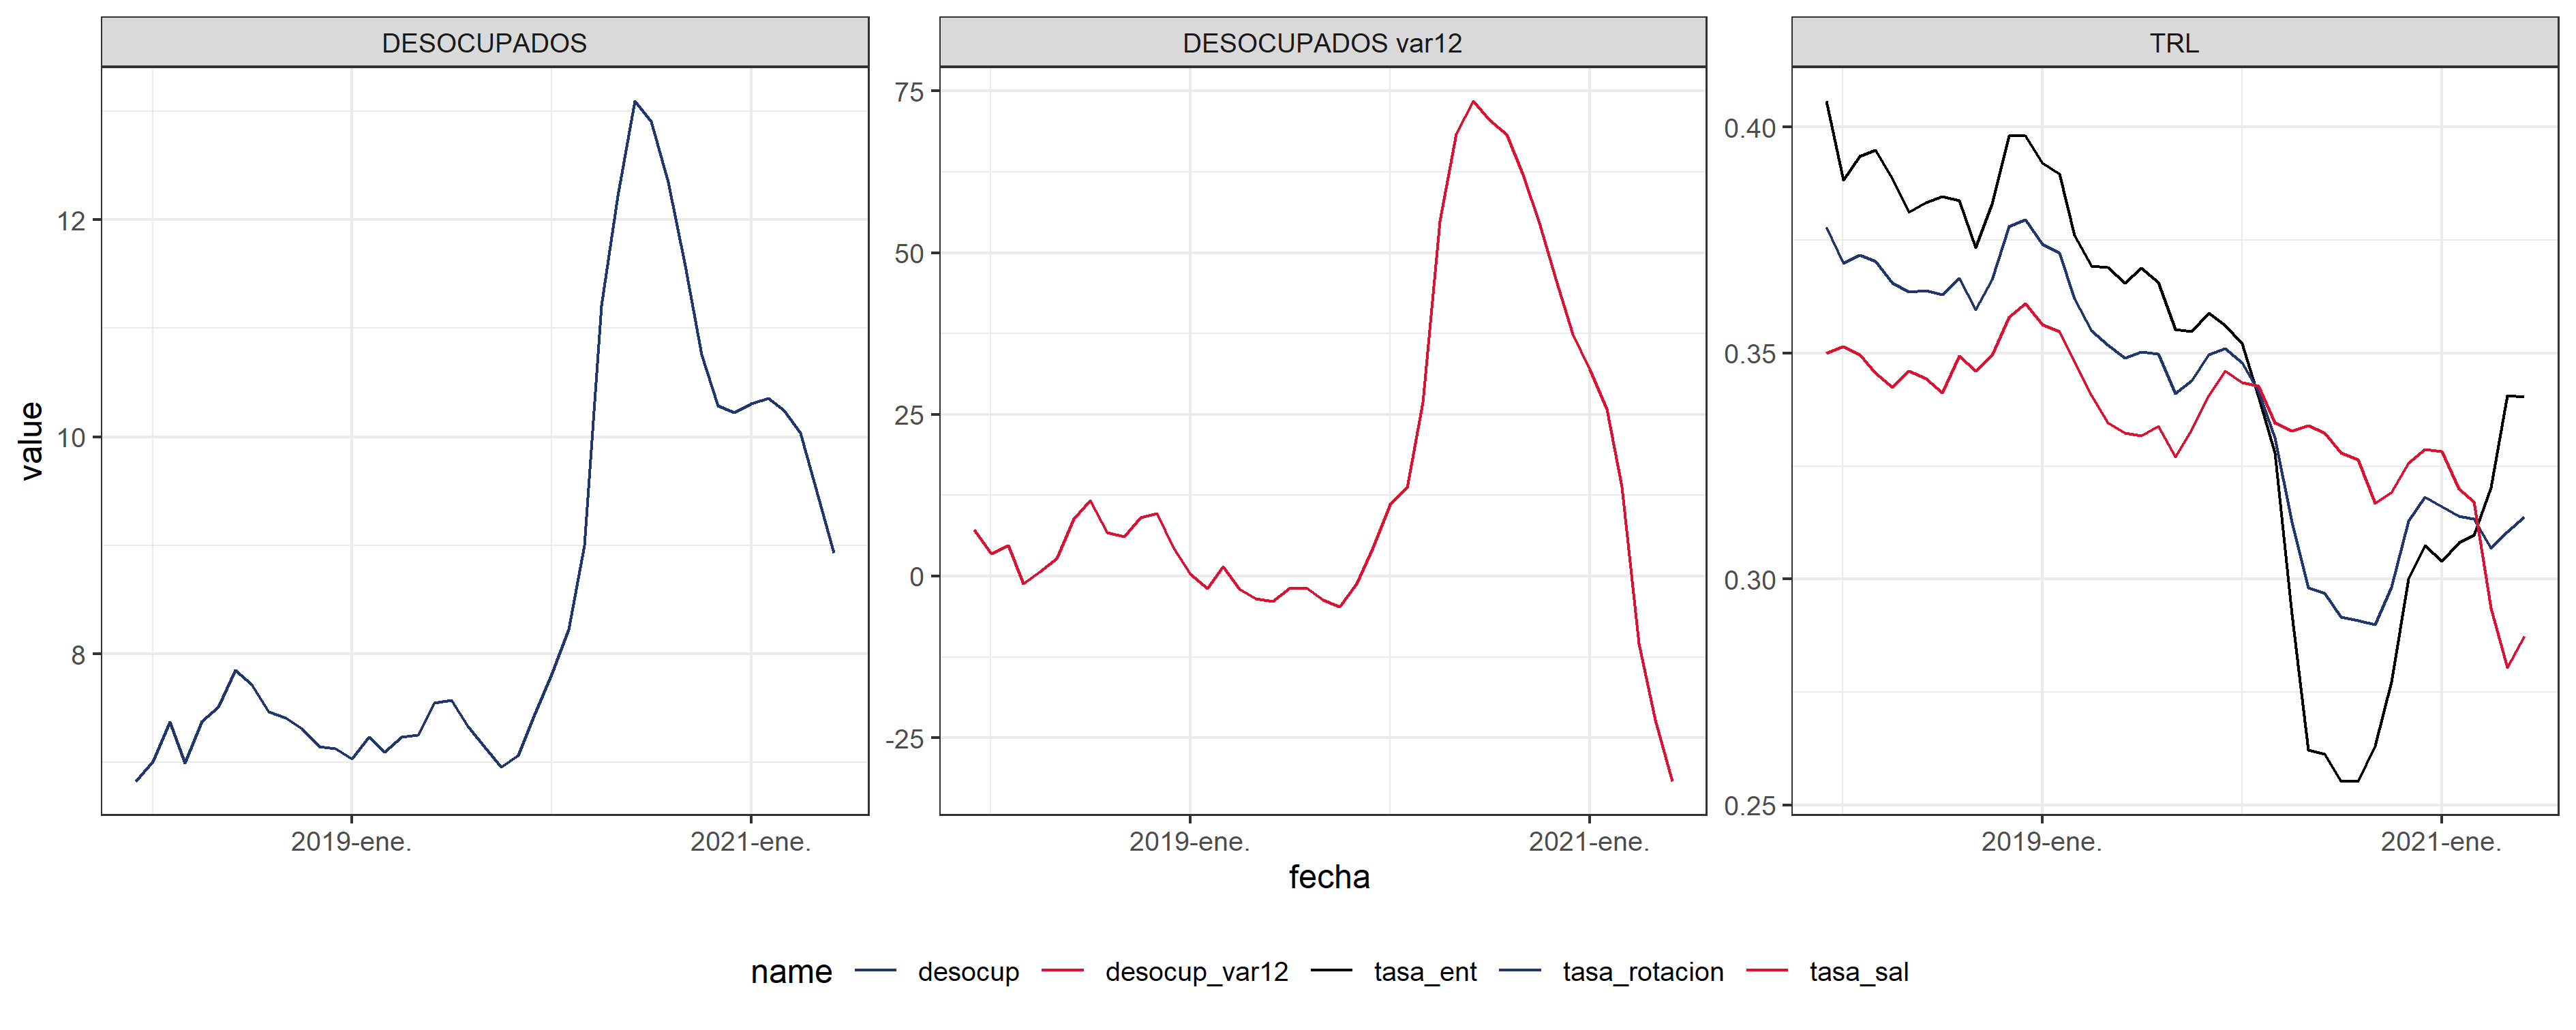 DESOCUPADOS
DESOCUPADOS var12
TRL
value
12
10
8
2019-ene.
2021-ene.
75
50
25
0
-25
2019-ene.
2021-ene.
0.40
0.35
0.30
0.25
2019-ene.
2021-ene.
fecha
name desocup desocup_var12 tasa_ent tasa_rotacion tasa_sal